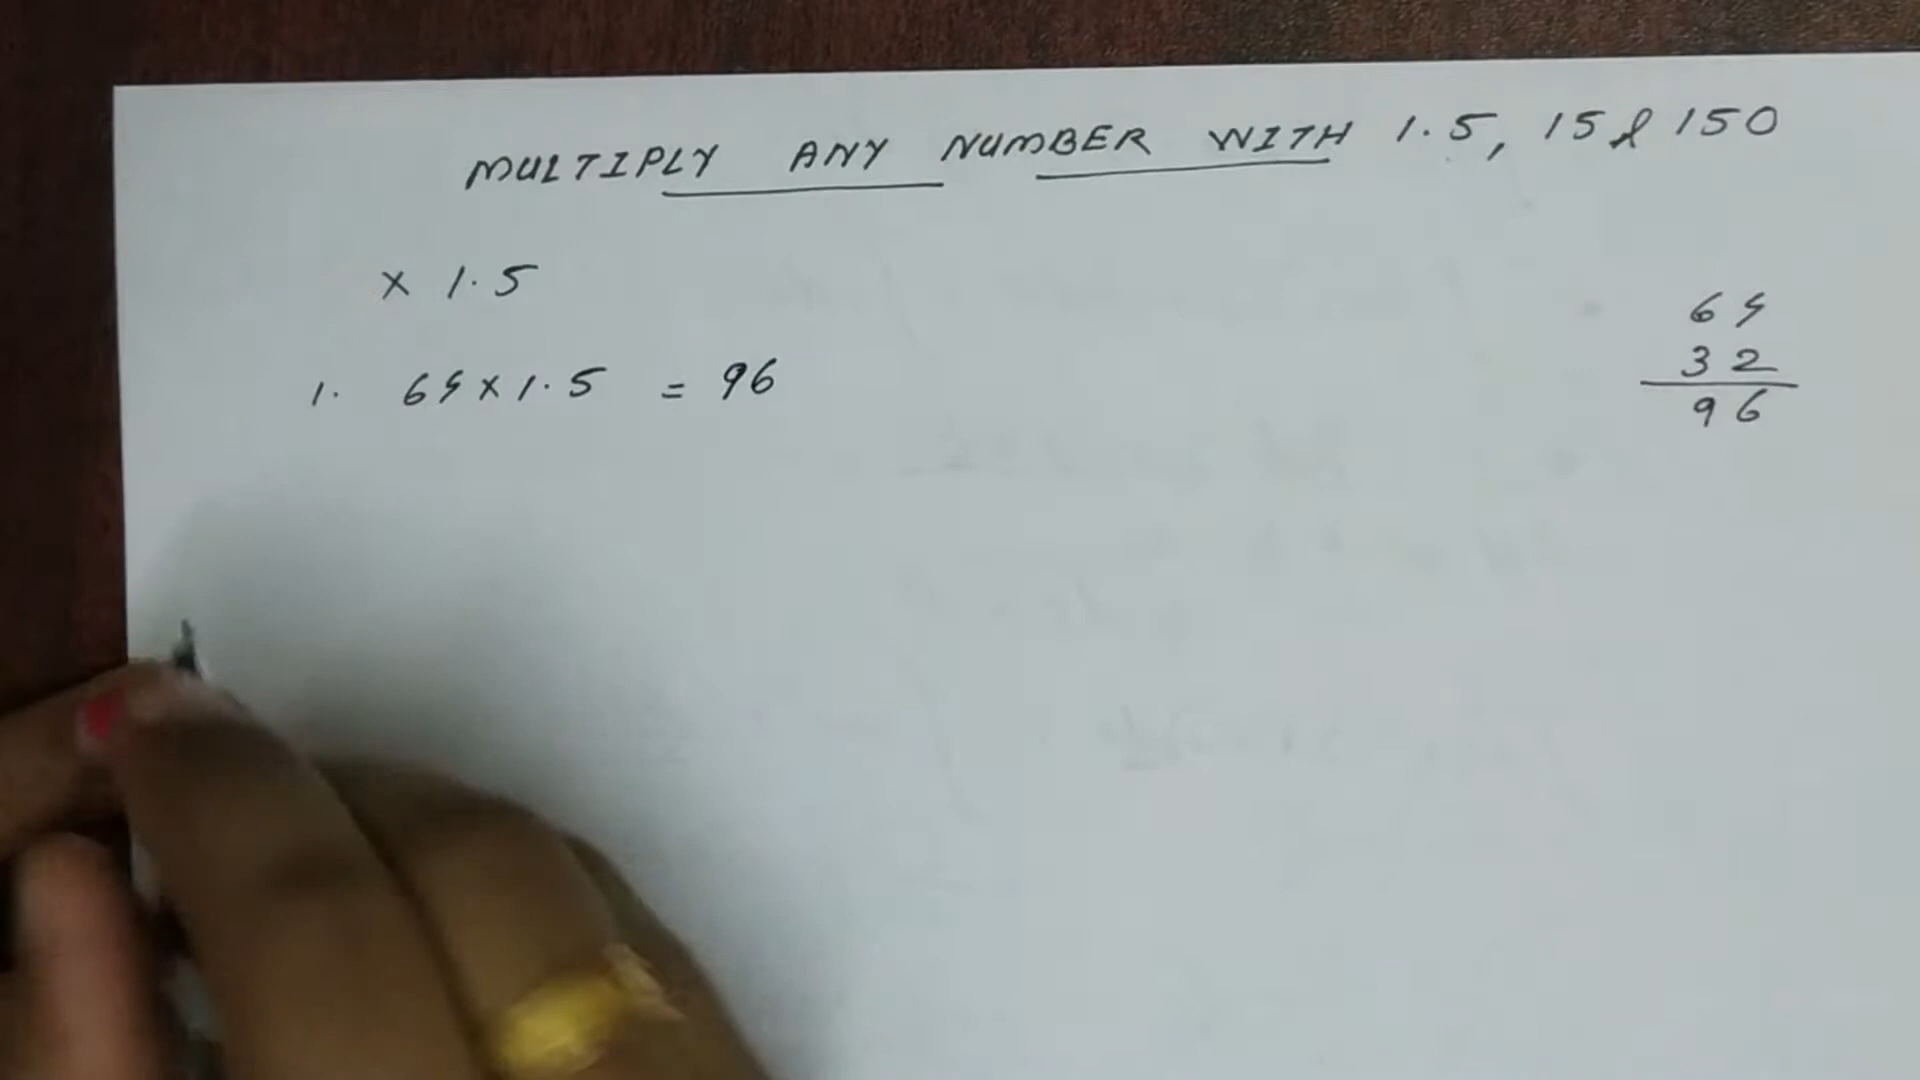 MULTIPLY ANY NUMBER WITH 1.5, 15 & 150
× 1.5
1. 64 × 1.5 = 96
64
32
96